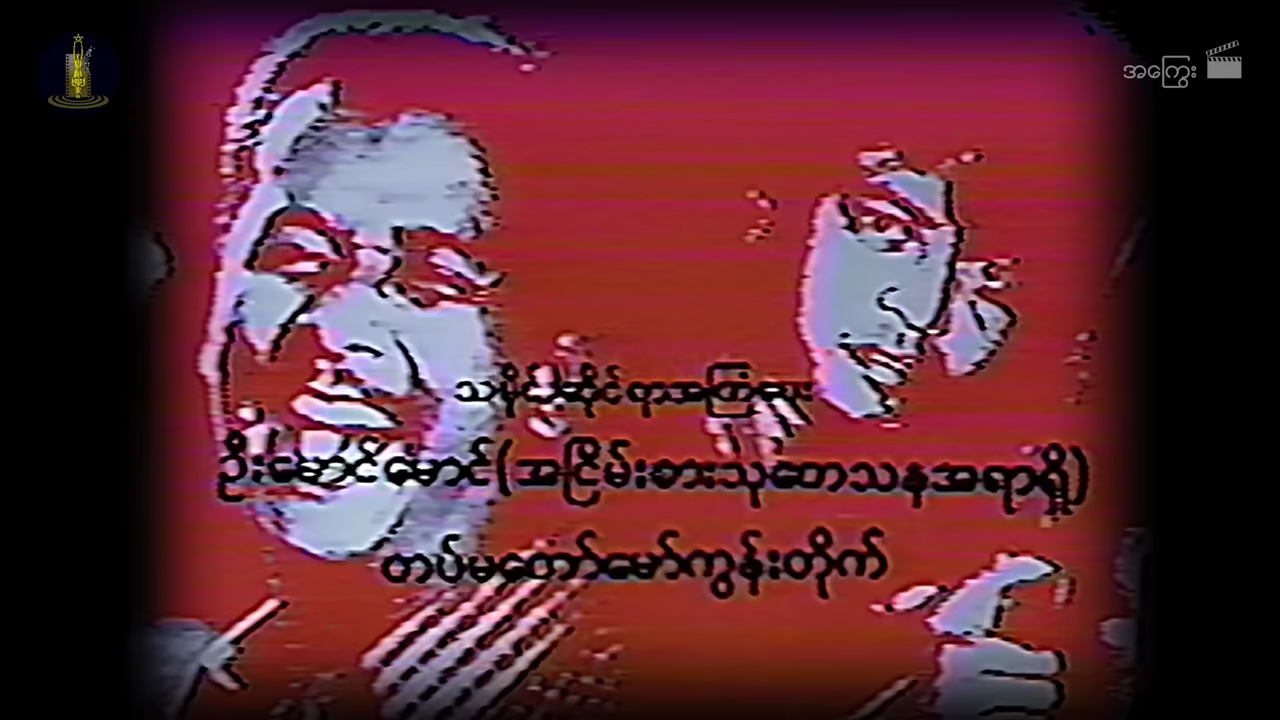 အကြွေး
သမိုင်းဆိုင်ရာအကြံပေး
ဦးမောင်မောင်(အငြိမ်းစားသုတေသနအရာရှိ)
တပ်မတော်မော်ကွန်းတိုက်